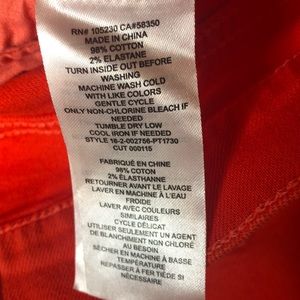 RN# 105230 CA#58350
MADE IN CHINA
98% COTTON
2% ELASTANE
TURN INSIDE OUT BEFORE
WASHING
MACHINE WASH COLD
WITH LIKE COLORS
GENTLE CYCLE
ONLY NON-CHLORINE BLEACH IF
NEEDED
TUMBLE DRY LOW
COOL IRON IF NEEDED
STYLE 16-2-002756-PT1730
CUT 000115
FABRIQUÉ EN CHINE
98% COTON
2% ÉLASTHANNE
RETOURNER AVANT LE LAVAGE
LAVER EN MACHINE À L'EAU
FROIDE
LAVER AVEC COULEURS
SIMILAIRES
CYCLE DÉLICAT
UTILISER SEULEMENT UN AGENT
DE BLANCHIMENT NON CHLORÉ
AU BESOIN
SÉCHER EN MACHINE À BASSE
TEMPÉRATURE
REPASSER À FER TIÈDE SI
NÉCESSAIRE